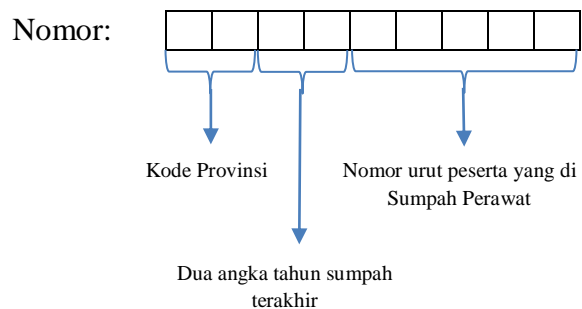 Nomor:
Kode Provinsi
Nomor urut peserta yang di
Sumpah Perawat
Dua angka tahun sumpah
terakhir